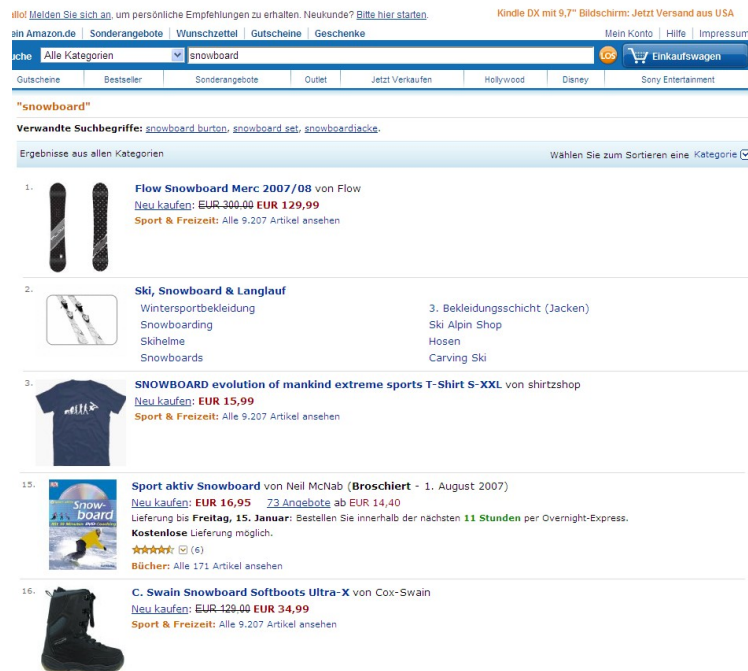 allo! Melden Sie sich an, um persönliche Empfehlungen zu erhalten. Neukunde? Bitte hier starten. Kindle DX mit 9,7" Bildschirm: Jetzt Versand aus USA
ein Amazon.de | Sonderangebote | Wunschzettel | Gutscheine | Geschenke Mein Konto | Hilfe | Impressum
uche Alle Kategorien snowboard LOS Einkaufswagen
Gutscheine Bestseller Sonderangebote Outlet Jetzt Verkaufen Hollywood Disney Sony Entertainment
"snowboard"
Verwandte Suchbegriffe: snowboard burton, snowboard set, snowboardjacke.
Ergebnisse aus allen Kategorien Wählen Sie zum Sortieren eine Kategorie
1. Flow Snowboard Merc 2007/08 von Flow
Neu kaufen: EUR 300,00 EUR 129,99
Sport & Freizeit: Alle 9.207 Artikel ansehen
2. Ski, Snowboard & Langlauf
Wintersportbekleidung 3. Bekleidungsschicht (Jacken)
Snowboarding Ski Alpin Shop
Skihelme Hosen
Snowboards Carving Ski
3. SNOWBOARD evolution of mankind extreme sports T-Shirt S-XXL von shirtzshop
Neu kaufen: EUR 15,99
Sport & Freizeit: Alle 9.207 Artikel ansehen
15. Sport aktiv Snowboard von Neil McNab (Broschiert - 1. August 2007)
Neu kaufen: EUR 16,95 73 Angebote ab EUR 14,40
Lieferung bis Freitag, 15. Januar: Bestellen Sie innerhalb der nächsten 11 Stunden per Overnight-Express.
Kostenlose Lieferung möglich.
(6)
Bücher: Alle 171 Artikel ansehen
Snow-
board
16. C. Swain Snowboard Softboots Ultra-X von Cox-Swain
Neu kaufen: EUR 129,00 EUR 34,99
Sport & Freizeit: Alle 9.207 Artikel ansehen